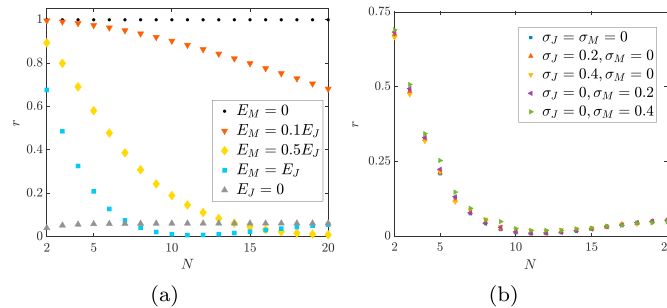 1
0.8
0.6
0.4
0.2
0
r
2 5 10 15 20
N
E_M = 0
E_M = 0.1E_J
E_M = 0.5E_J
E_M = E_J
E_J = 0
(a)
0.75
0.5
0.25
0
r
2 5 10 15 20
N
σ_J = σ_M = 0
σ_J = 0.2, σ_M = 0
σ_J = 0.4, σ_M = 0
σ_J = 0, σ_M = 0.2
σ_J = 0, σ_M = 0.4
(b)